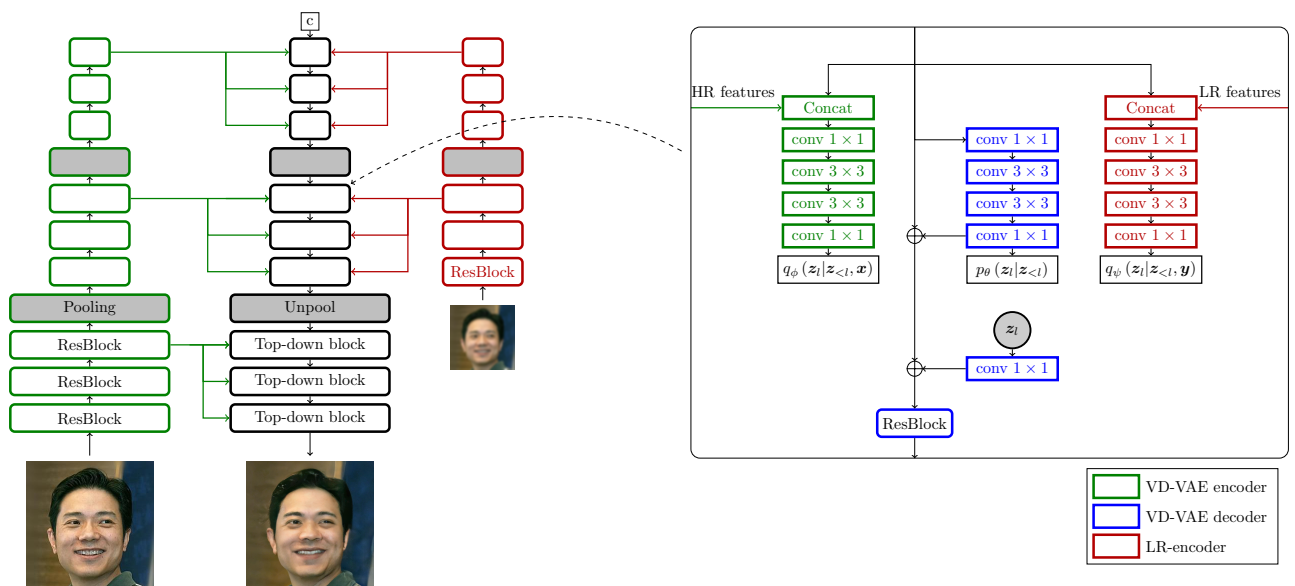 c
Pooling
ResBlock
ResBlock
ResBlock
Unpool
Top-down block
Top-down block
Top-down block
ResBlock
HR features
LR features
Concat
conv 1 × 1
conv 3 × 3
conv 3 × 3
conv 1 × 1
q_ϕ (z_l|z_{<l}, x)
conv 1 × 1
conv 3 × 3
conv 3 × 3
conv 1 × 1
p_θ (z_l|z_{<l})
Concat
conv 1 × 1
conv 3 × 3
conv 3 × 3
conv 1 × 1
q_ψ (z_l|z_{<l}, y)
z_l
conv 1 × 1
ResBlock
VD-VAE encoder
VD-VAE decoder
LR-encoder